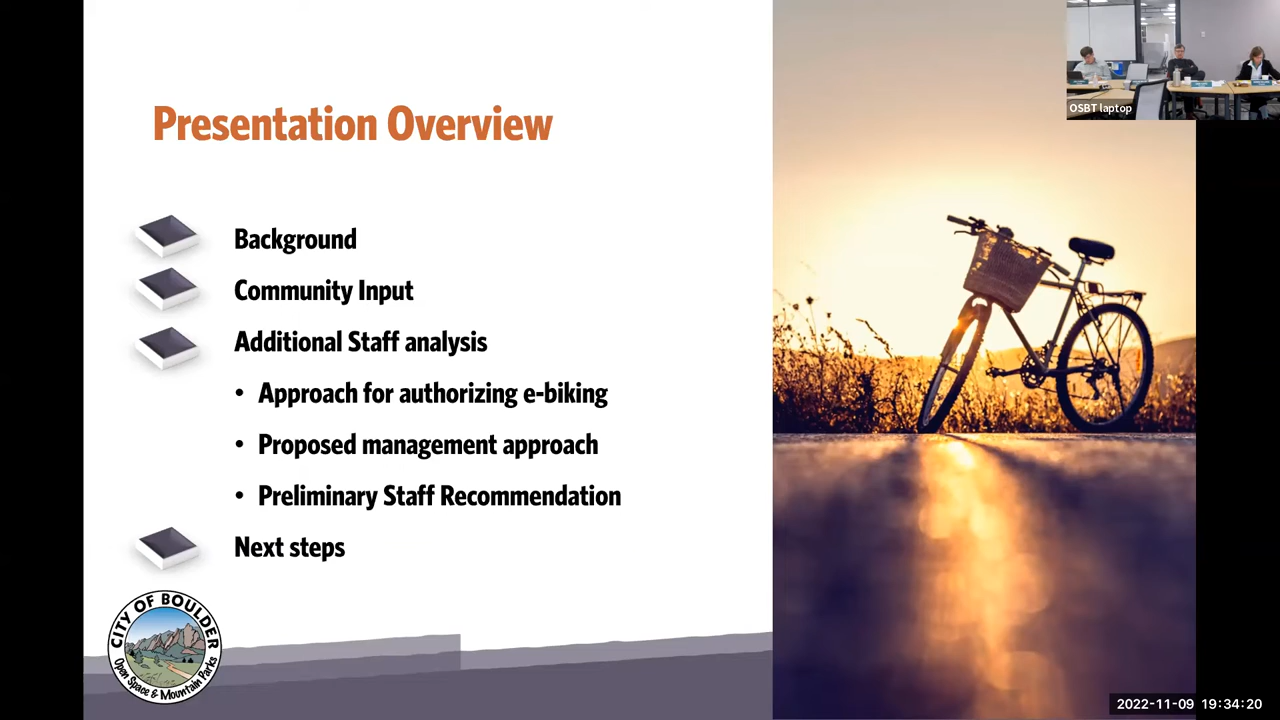 Presentation Overview
Background
Community Input
Additional Staff analysis
• Approach for authorizing e-biking
• Proposed management approach
• Preliminary Staff Recommendation
Next steps
CITY OF BOULDER
Open Space & Mountain Parks
OSBT laptop
2022-11-09 19:34:20